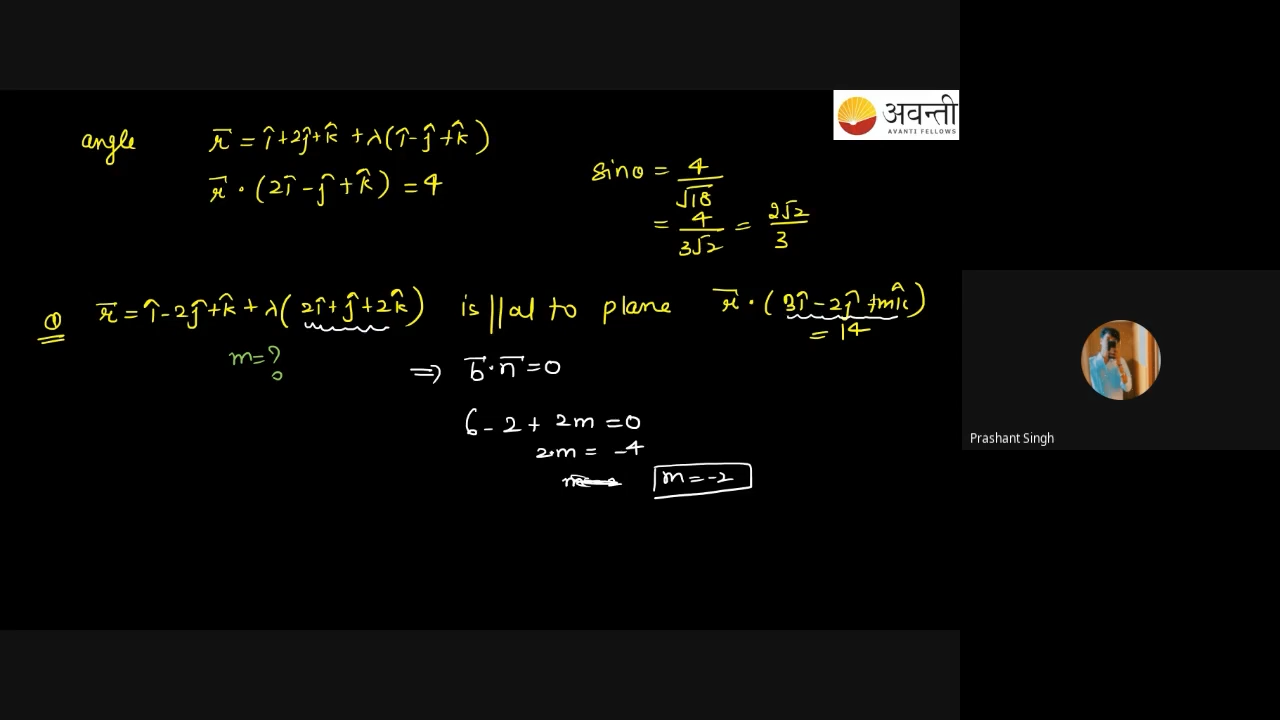 अवन्ती
AVANTI FELLOWS
angle r̅ = î+2ĵ+k̂ + λ(î-ĵ+k̂)
r̅ · (2î - ĵ + k̂) = 4
sinθ = 4/√18
= 4/3√2 = 2√2/3
① r̅ = î-2ĵ+k̂ + λ(2î+ĵ+2k̂) is ||al to plane r̅ · (3î-2ĵ+mk̂)
= 14
m=?
⇒ b̅·n̅ = 0
6 - 2 + 2m = 0
2m = -4
m = -2
Prashant Singh